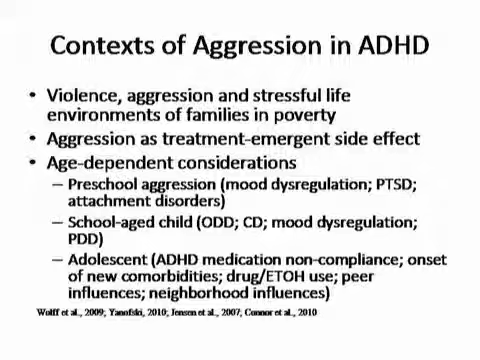 Contexts of Aggression in ADHD
• Violence, aggression and stressful life
environments of families in poverty
• Aggression as treatment-emergent side effect
• Age-dependent considerations
– Preschool aggression (mood dysregulation; PTSD;
attachment disorders)
– School-aged child (ODD; CD; mood dysregulation;
PDD)
– Adolescent (ADHD medication non-compliance; onset
of new comorbidities; drug/ETOH use; peer
influences; neighborhood influences)
Wolff et al., 2009; Yanofski, 2010; Jensen et al., 2007; Connor et al., 2010